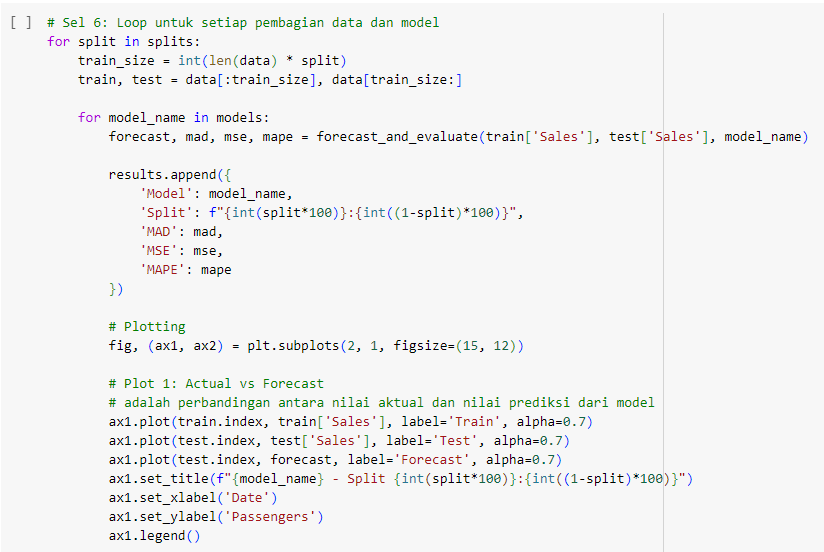 [ ] # Sel 6: Loop untuk setiap pembagian data dan model
for split in splits:
    train_size = int(len(data) * split)
    train, test = data[:train_size], data[train_size:]
    for model_name in models:
        forecast, mad, mse, mape = forecast_and_evaluate(train['Sales'], test['Sales'], model_name)
        results.append({
            'Model': model_name,
            'Split': f"{int(split*100)}:{int((1-split)*100)}",
            'MAD': mad,
            'MSE': mse,
            'MAPE': mape
        })
        # Plotting
        fig, (ax1, ax2) = plt.subplots(2, 1, figsize=(15, 12))
        # Plot 1: Actual vs Forecast
        # adalah perbandingan antara nilai aktual dan nilai prediksi dari model
        ax1.plot(train.index, train['Sales'], label='Train', alpha=0.7)
        ax1.plot(test.index, test['Sales'], label='Test', alpha=0.7)
        ax1.plot(test.index, forecast, label='Forecast', alpha=0.7)
        ax1.set_title(f"{model_name} - Split {int(split*100)}:{int((1-split)*100)}")
        ax1.set_xlabel('Date')
        ax1.set_ylabel('Passengers')
        ax1.legend()